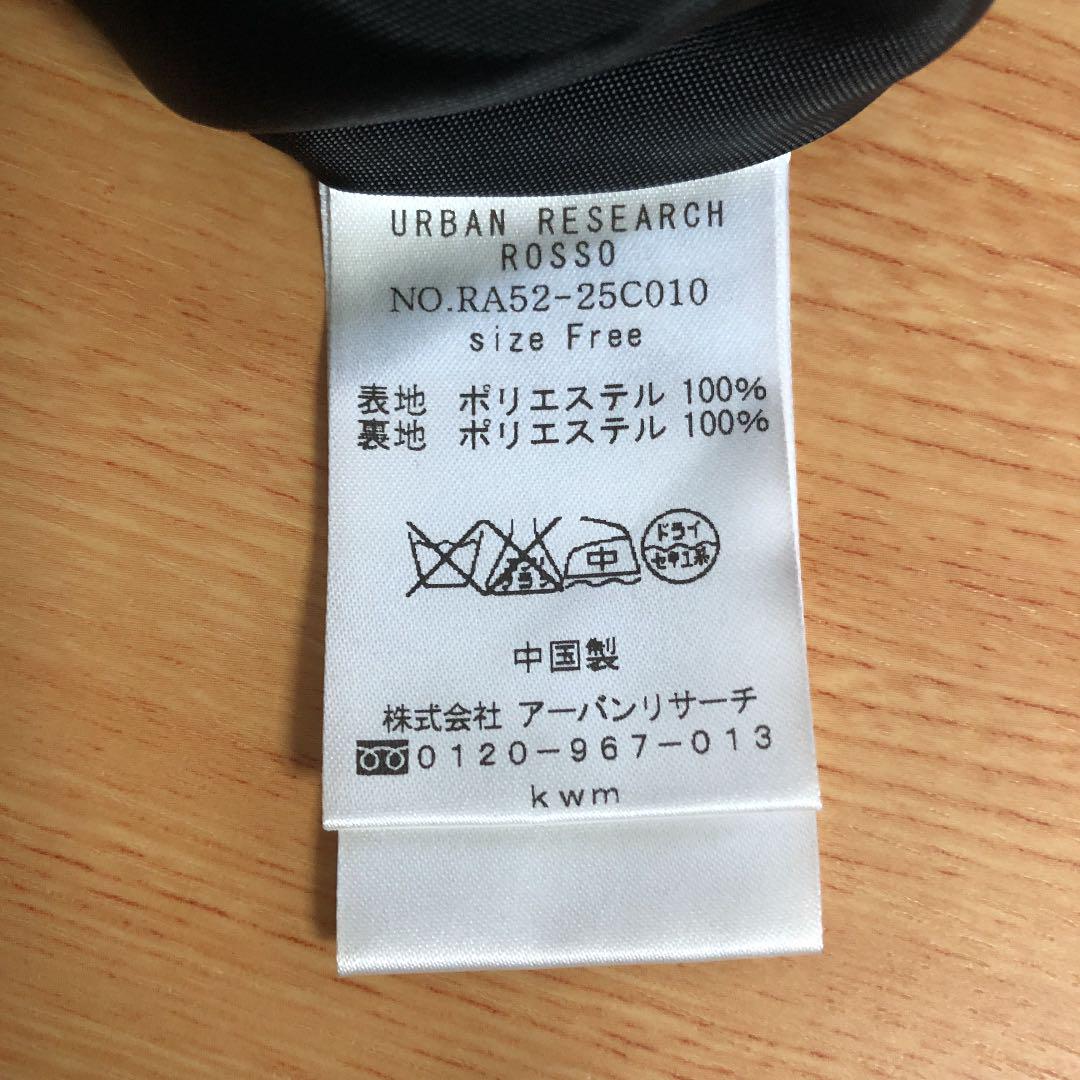 URBAN RESEARCH
ROSSO
NO.RA52-25C010
size Free
表地 ポリエステル 100%
裏地 ポリエステル 100%
中
ドライ
セキユ系
中国製
株式会社 アーバンリサーチ
0120-967-013
kwm